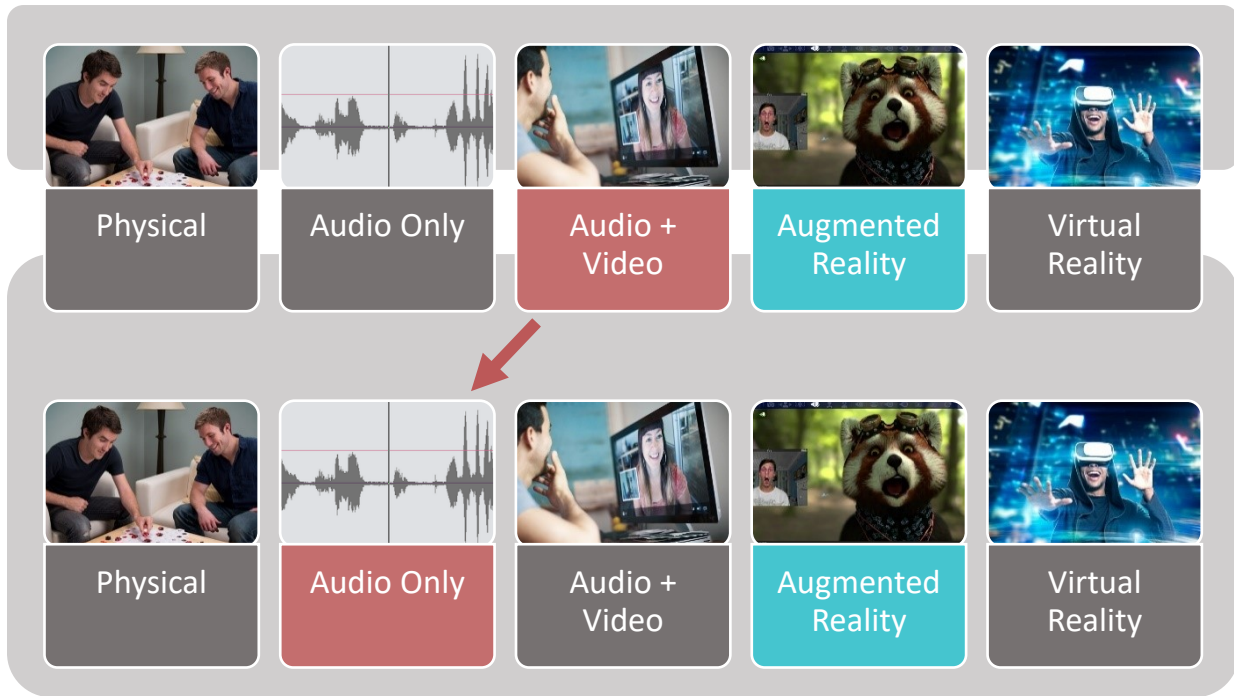 Physical
Audio Only
Audio +
Video
Augmented
Reality
Virtual
Reality
Physical
Audio Only
Audio +
Video
Augmented
Reality
Virtual
Reality